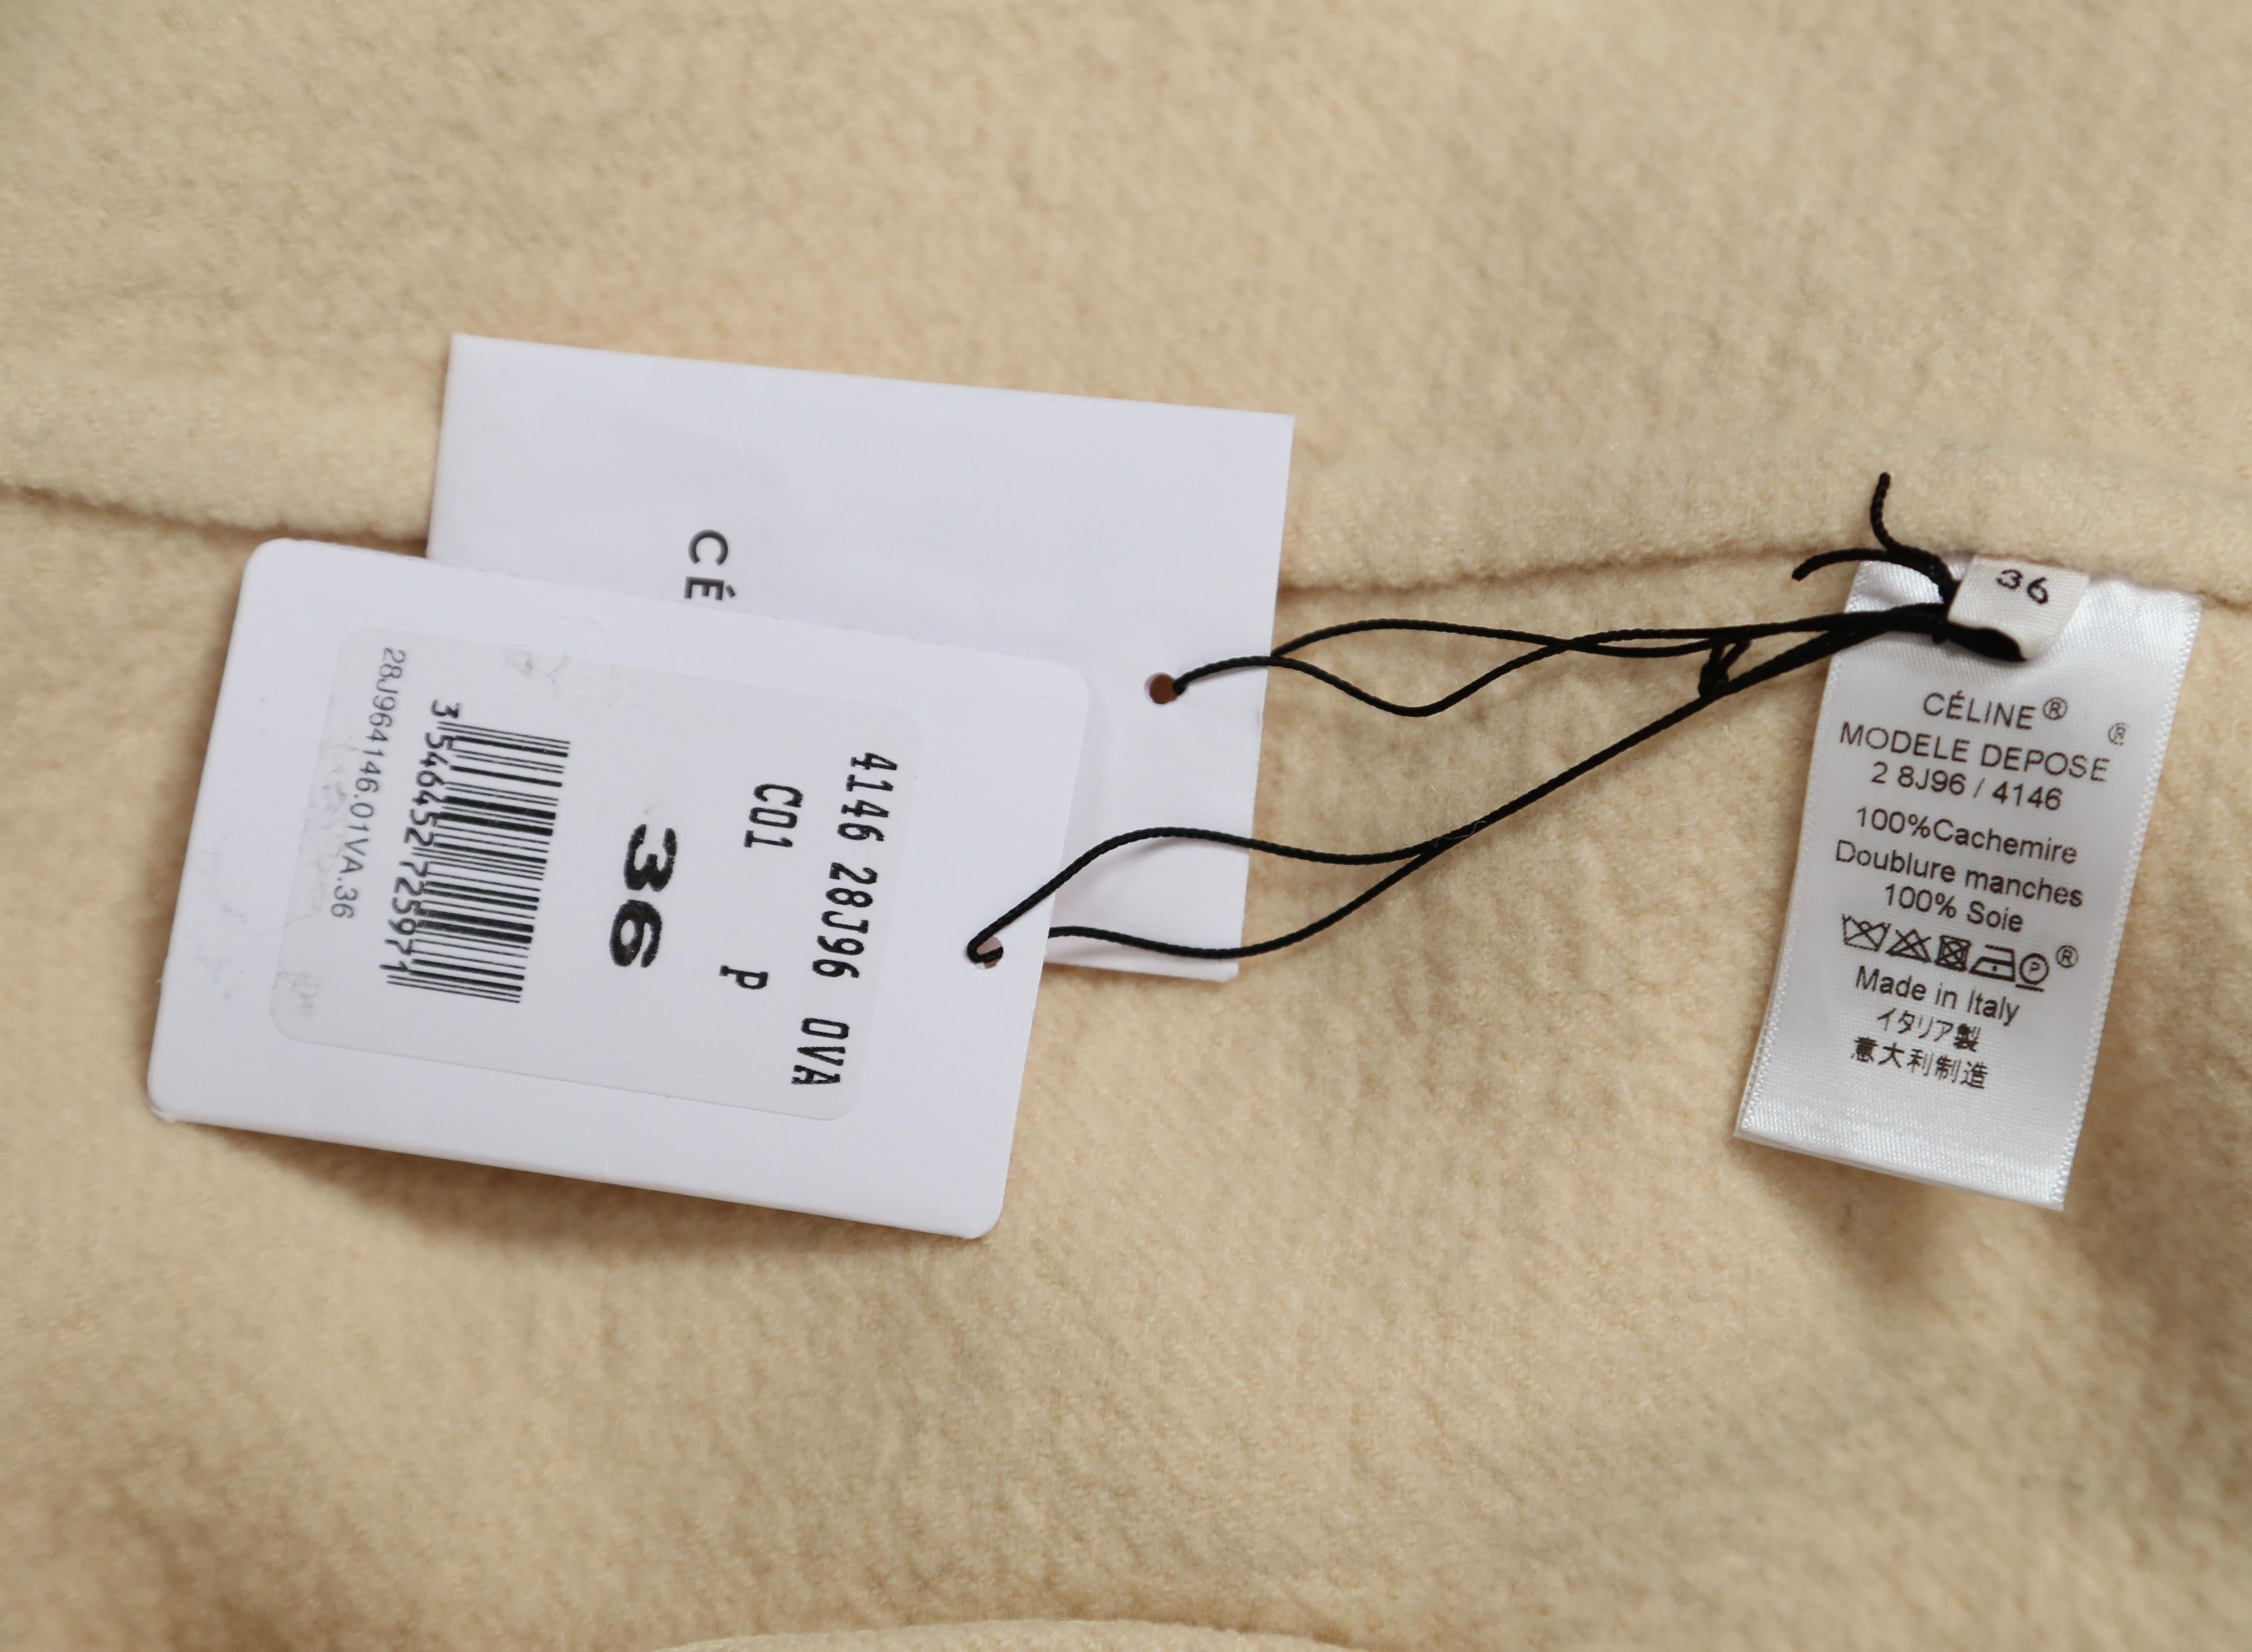 CÉ
4146 28J96 OVA
C01 P
36
3546452725971
28J964146.01VA.36
36
CÉLINE®
®
MODELE DEPOSE
2 8J96 / 4146
100%Cachemire
Doublure manches
100% Soie
P ®
Made in Italy
イタリア製
意大利制造